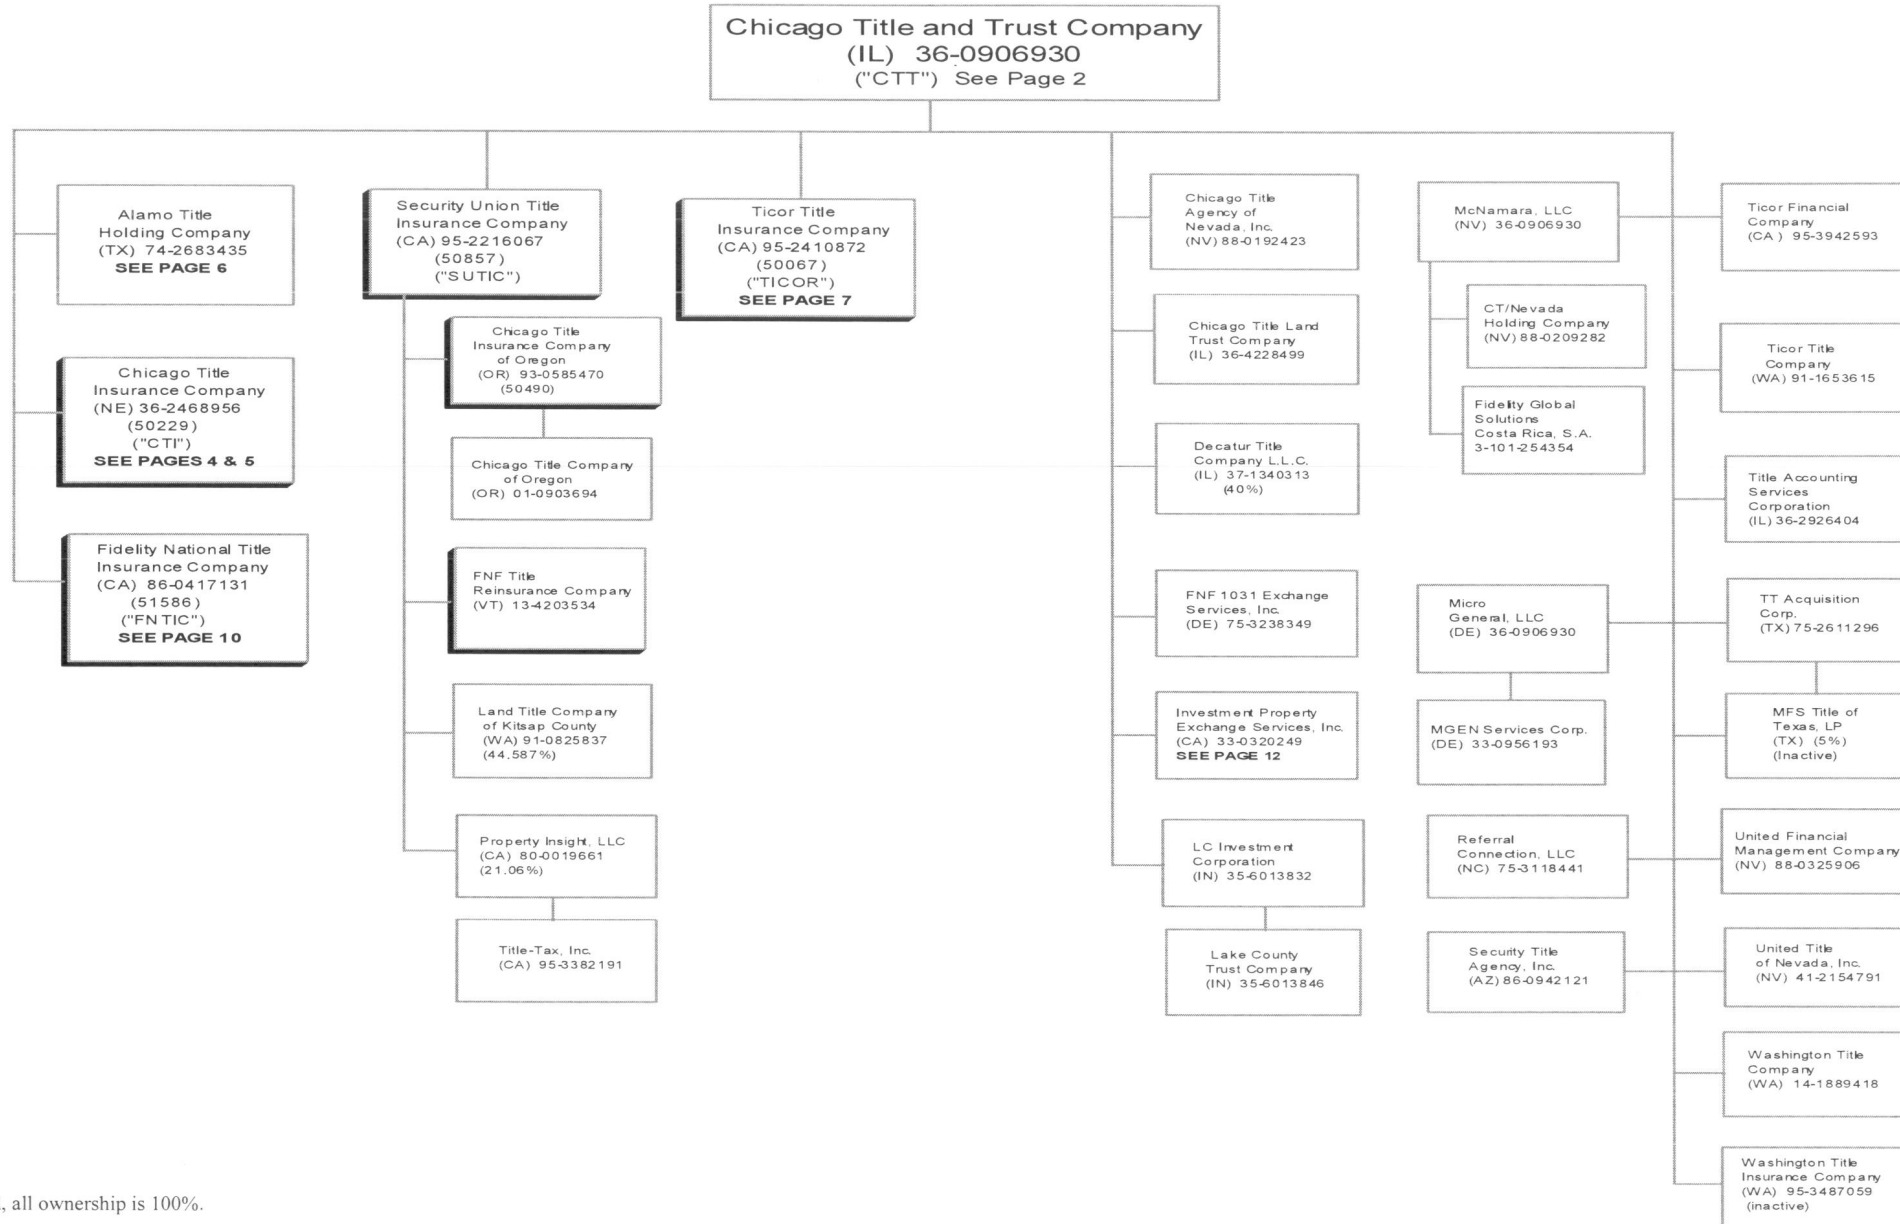 Chicago Title and Trust Company
(IL) 36-0906930
("CTT") See Page 2
Alamo Title
Holding Company
(TX) 74-2683435
SEE PAGE 6
Chicago Title
Insurance Company
(NE) 36-2468956
(50229)
("CTI")
SEE PAGES 4 & 5
Fidelity National Title
Insurance Company
(CA) 86-0417131
(51586)
("FNTIC")
SEE PAGE 10
Security Union Title
Insurance Company
(CA) 95-2216067
(50857)
("SUTIC")
Chicago Title
Insurance Company
of Oregon
(OR) 93-0585470
(50490)
Chicago Title Company
of Oregon
(OR) 01-0903694
FNF Title
Reinsurance Company
(VT) 13-4203534
Land Title Company
of Kitsap County
(WA) 91-0825837
(44.587%)
Property Insight, LLC
(CA) 80-0019661
(21.06%)
Title-Tax, Inc.
(CA) 95-3382191
Ticor Title
Insurance Company
(CA) 95-2410872
(50067)
("TICOR")
SEE PAGE 7
Chicago Title
Agency of
Nevada, Inc.
(NV) 88-0192423
Chicago Title Land
Trust Company
(IL) 36-4228499
Decatur Title
Company L.L.C.
(IL) 37-1340313
(40%)
FNF 1031 Exchange
Services, Inc.
(DE) 75-3238349
Investment Property
Exchange Services, Inc.
(CA) 33-0320249
SEE PAGE 12
LC Investment
Corporation
(IN) 35-6013832
Lake County
Trust Company
(IN) 35-6013846
McNamara, LLC
(NV) 36-0906930
CT/Nevada
Holding Company
(NV) 88-0209282
Fidelity Global
Solutions
Costa Rica, S.A.
3-101-254354
Micro
General, LLC
(DE) 36-0906930
MGEN Services Corp.
(DE) 33-0956193
Referral
Connection, LLC
(NC) 75-3118441
Security Title
Agency, Inc.
(AZ) 86-0942121
Ticor Financial
Company
(CA ) 95-3942593
Ticor Title
Company
(WA) 91-1653615
Title Accounting
Services
Corporation
(IL) 36-2926404
TT Acquisition
Corp.
(TX) 75-2611296
MFS Title of
Texas, LP
(TX) (5%)
(Inactive)
United Financial
Management Company
(NV) 88-0325906
United Title
of Nevada, Inc.
(NV) 41-2154791
Washington Title
Company
(WA) 14-1889418
Washington Title
Insurance Company
(WA) 95-3487059
(inactive)
, all ownership is 100%.